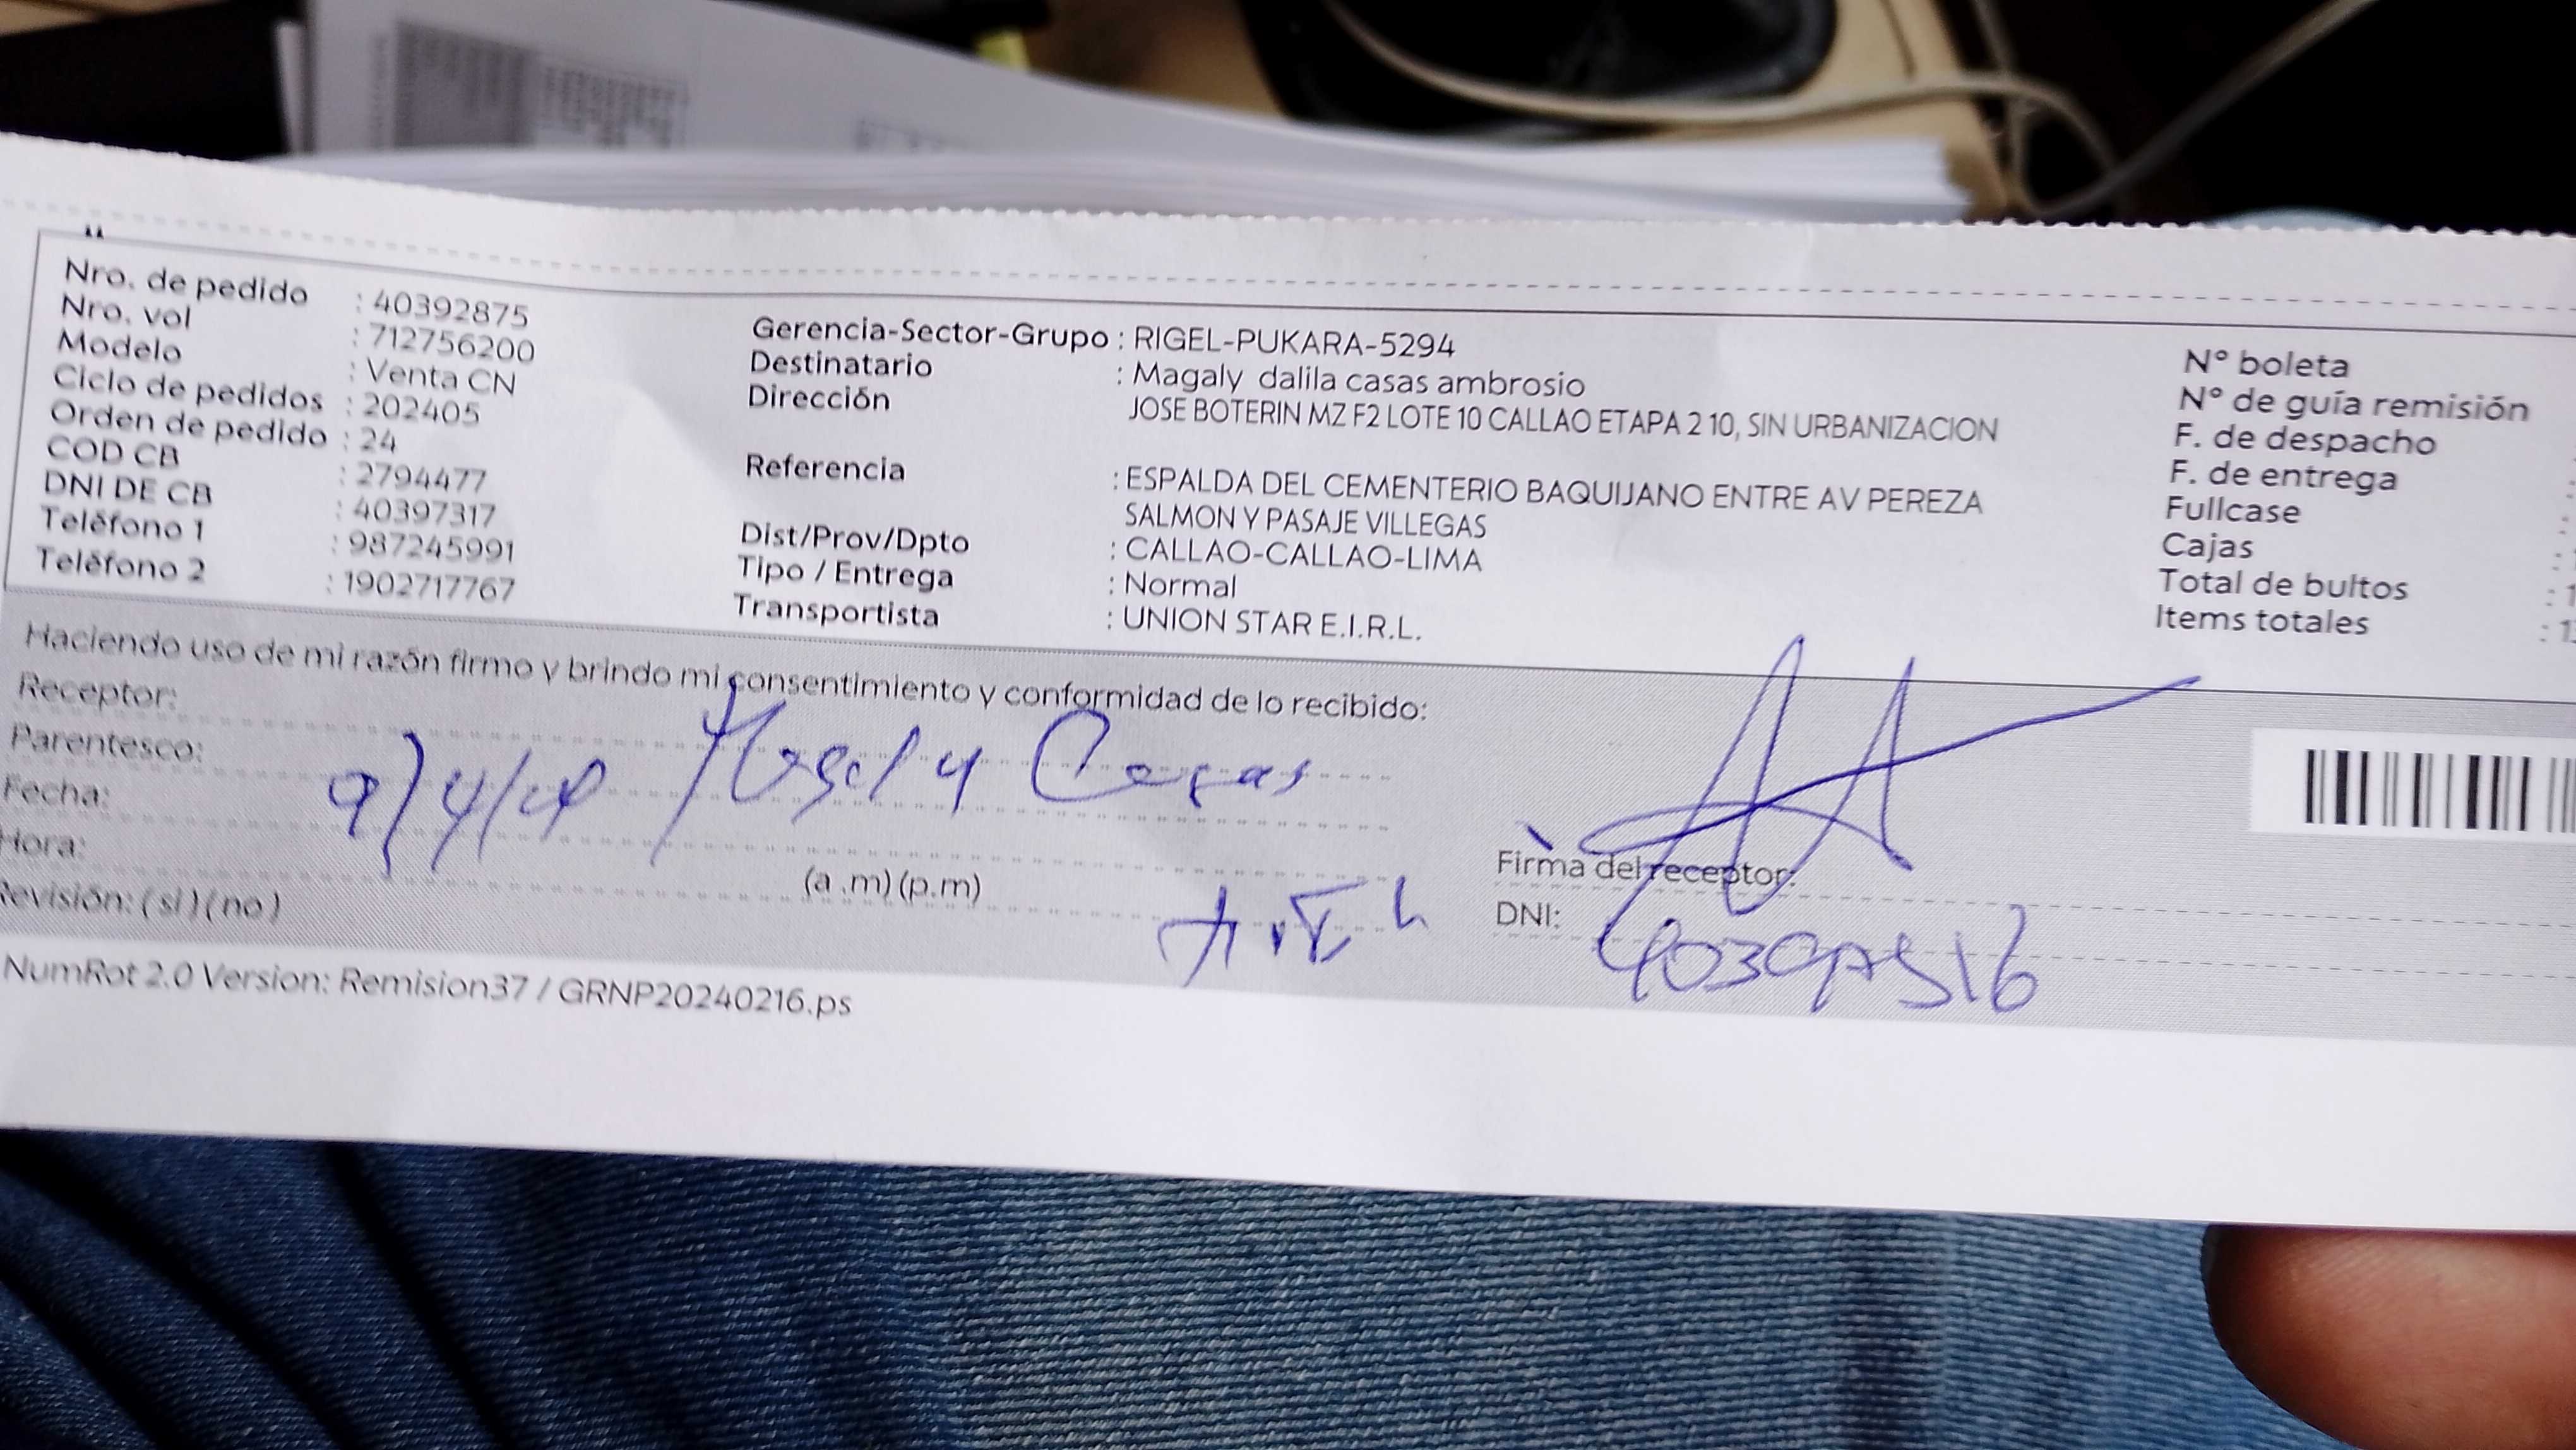 Nro. de pedido : 40392875
Nro. vol : 712756200
Modelo : Venta CN
Ciclo de pedidos : 202405
Orden de pedido : 24
COD CB : 2794477
DNI DE CB : 40397317
Teléfono 1 : 987245991
Teléfono 2 : 1902717767
Gerencia-Sector-Grupo : RIGEL-PUKARA-5294
Destinatario : Magaly dalila casas ambrosio
Dirección JOSE BOTERIN MZ F2 LOTE 10 CALLAO ETAPA 2 10, SIN URBANIZACION
Referencia : ESPALDA DEL CEMENTERIO BAQUIJANO ENTRE AV PEREZA
SALMON Y PASAJE VILLEGAS
Dist/Prov/Dpto : CALLAO-CALLAO-LIMA
Tipo / Entrega : Normal
Transportista : UNION STAR E.I.R.L.
N° boleta
N° de guía remisión
F. de despacho
F. de entrega
Fullcase
Cajas
Total de bultos
Items totales
Haciendo uso de mi razón firmo y brindo mi consentimiento y conformidad de lo recibido:
Receptor:
Parentesco: Casas
Fecha:
Hora: (a .m) (p.m)
Revisión: ( si ) ( no )
Firma del receptor:
DNI:
NumRot 2.0 Version: Remision37 / GRNP20240216.ps